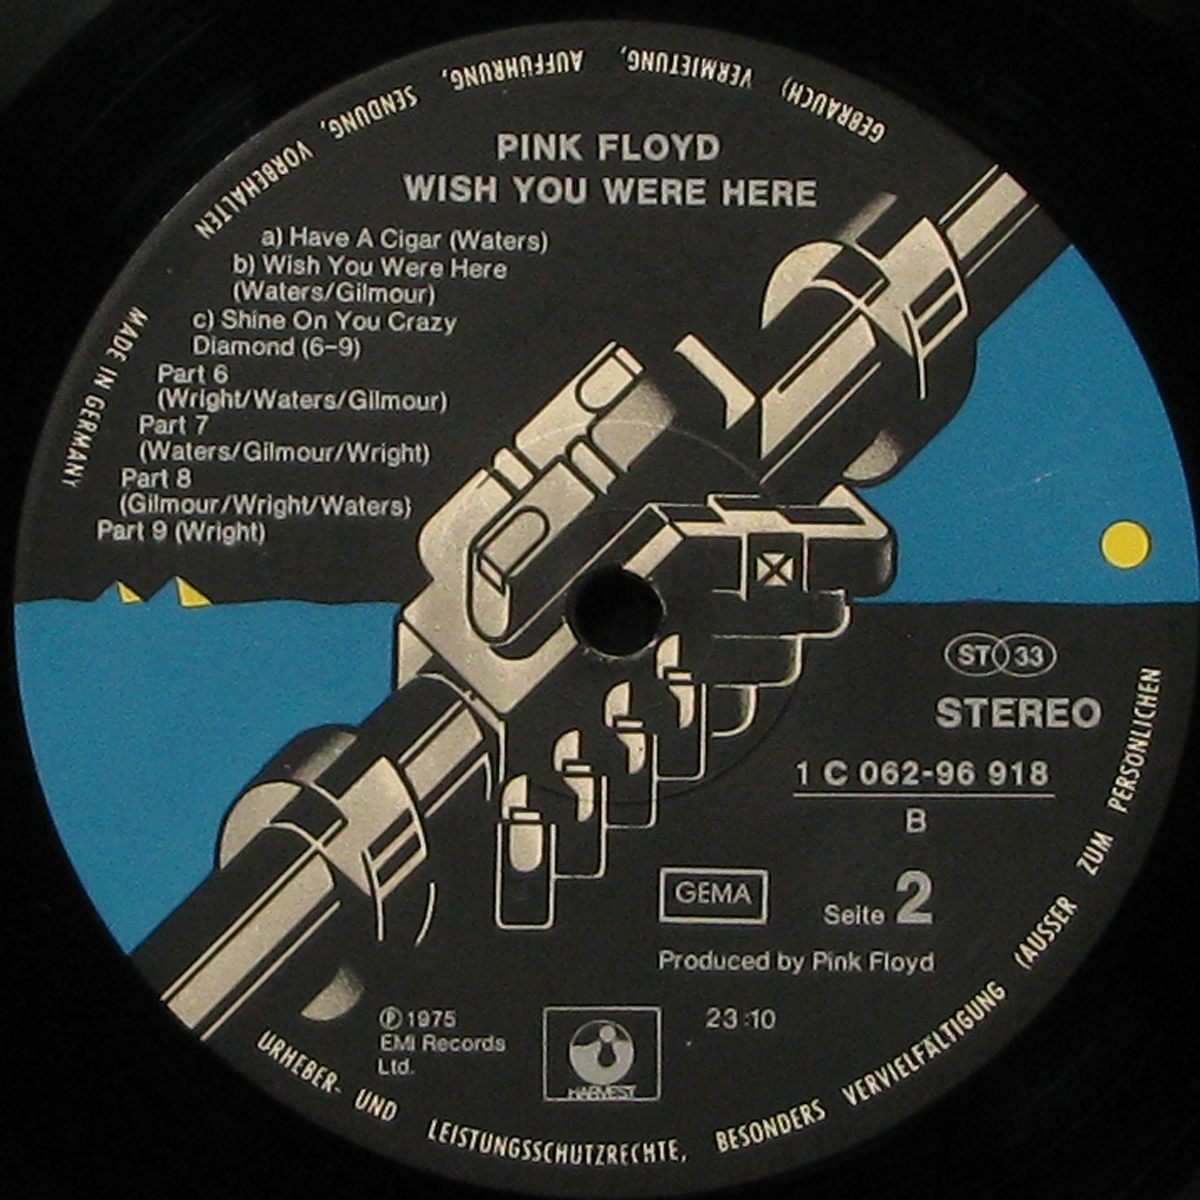 PINK FLOYD
WISH YOU WERE HERE
a) Have A Cigar (Waters)
b) Wish You Were Here
(Waters/Gilmour)
c) Shine On You Crazy
Diamond (6-9)
Part 6
(Wright/Waters/Gilmour)
Part 7
(Waters/Gilmour/Wright)
Part 8
(Gilmour/Wright/Waters)
Part 9 (Wright)
ST 33
STEREO
1 C 062-96 918
B
GEMA
Seite 2
Produced by Pink Floyd
℗ 1975
EMI Records
Ltd.
HARVEST
23:10
URHEBER- UND LEISTUNGSSCHUTZRECHTE, BESONDERS VERVIELFÄLTIGUNG (AUSSER ZUM PERSÖNLICHEN GEBRAUCH) VERMIETUNG, AUFFÜHRUNG, SENDUNG, VORBEHALTEN
MADE IN GERMANY